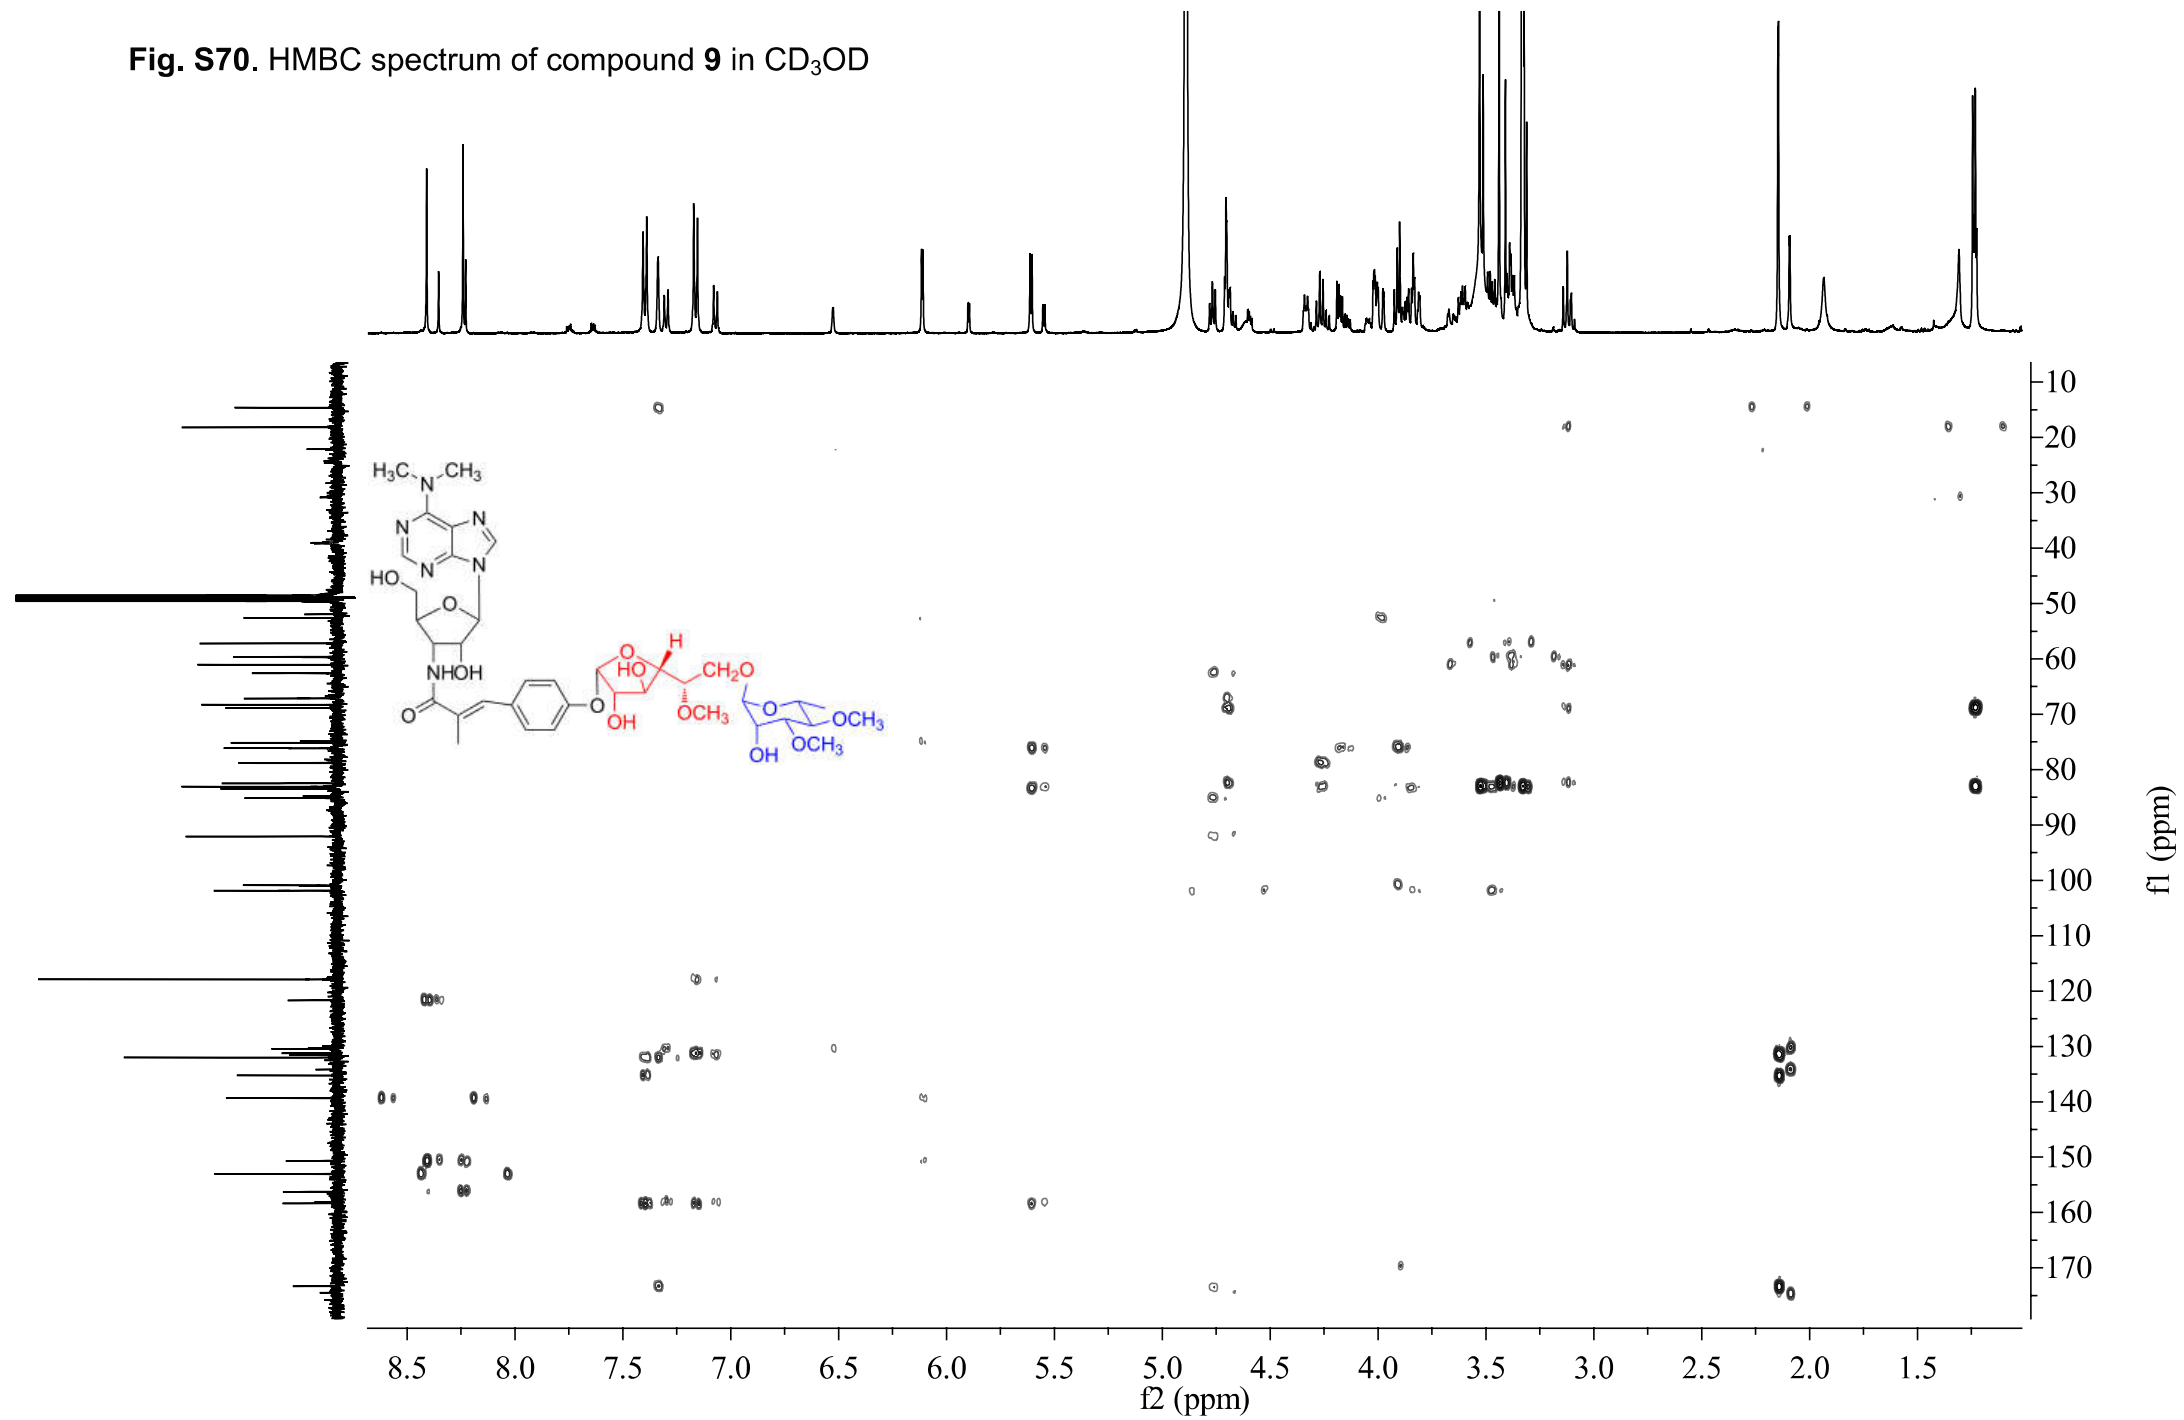 Fig. S70. HMBC spectrum of compound 9 in CD₃OD
10
20
30
40
50
60
70
80
90
100
110
120
130
140
150
160
170
f1 (ppm)
H₃C
CH₃
N
N
N
N
N
HO
O
NH
OH
O
O
O
HO
H
OH
OCH₃
CH₂O
O
OCH₃
OCH₃
OH
8.5 8.0 7.5 7.0 6.5 6.0 5.5 5.0 4.5 4.0 3.5 3.0 2.5 2.0 1.5
f2 (ppm)